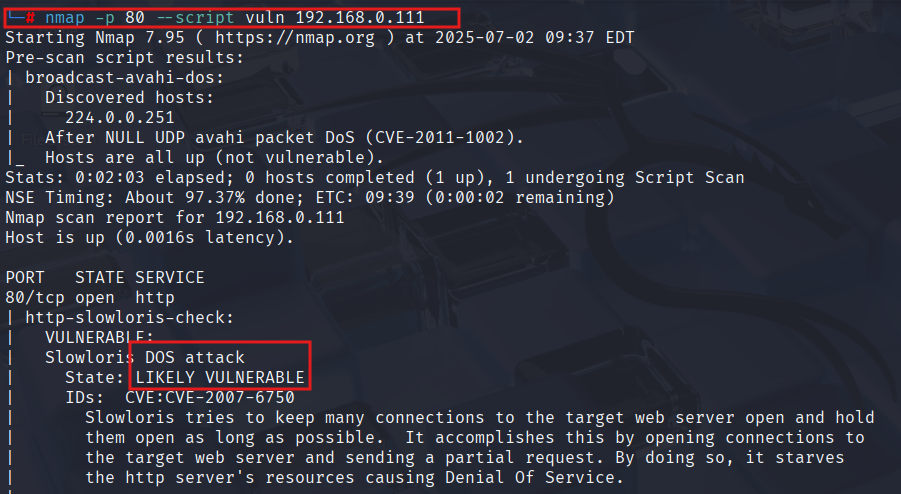 └─# nmap -p 80 --script vuln 192.168.0.111
Starting Nmap 7.95 ( https://nmap.org ) at 2025-07-02 09:37 EDT
Pre-scan script results:
| broadcast-avahi-dos:
|   Discovered hosts:
|     224.0.0.251
|   After NULL UDP avahi packet DoS (CVE-2011-1002).
|_  Hosts are all up (not vulnerable).
Stats: 0:02:03 elapsed; 0 hosts completed (1 up), 1 undergoing Script Scan
NSE Timing: About 97.37% done; ETC: 09:39 (0:00:02 remaining)
Nmap scan report for 192.168.0.111
Host is up (0.0016s latency).
PORT   STATE SERVICE
80/tcp open  http
| http-slowloris-check:
|   VULNERABLE:
|   Slowloris DOS attack
|     State: LIKELY VULNERABLE
|     IDs:  CVE:CVE-2007-6750
|       Slowloris tries to keep many connections to the target web server open and hold
|       them open as long as possible.  It accomplishes this by opening connections to
|       the target web server and sending a partial request. By doing so, it starves
|       the http server's resources causing Denial Of Service.
|